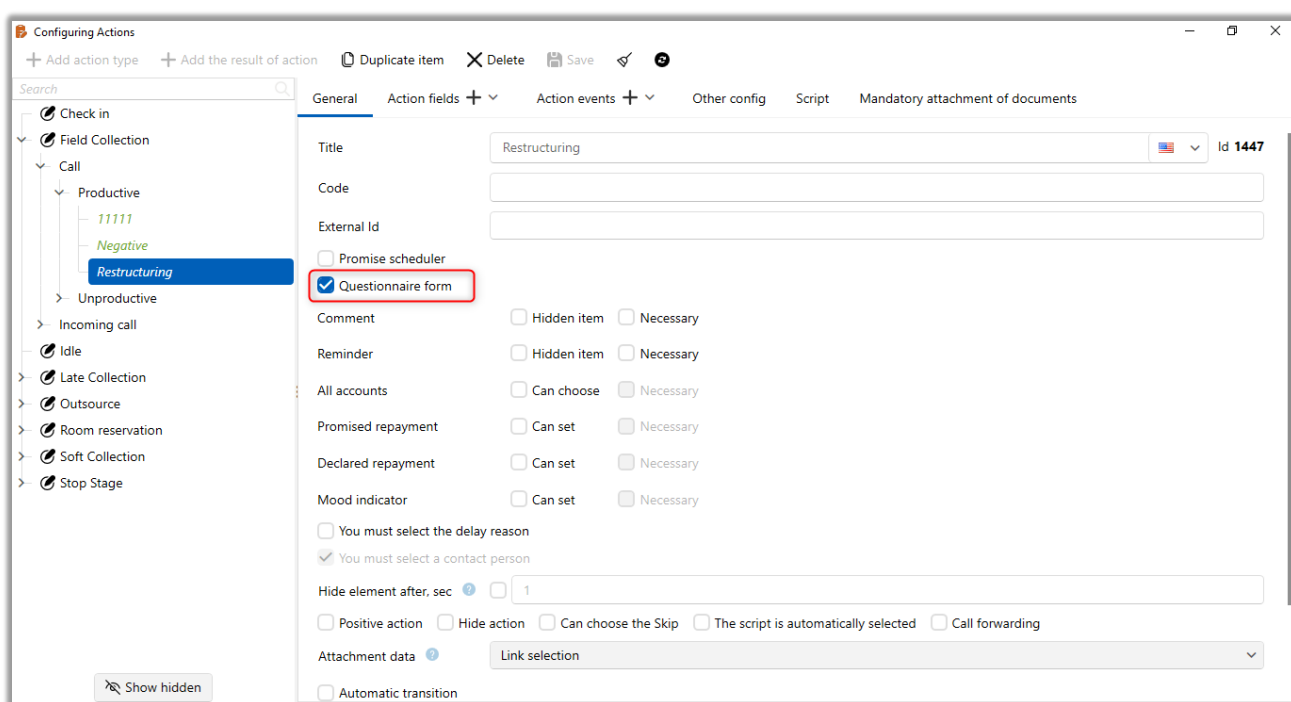 Configuring Actions
Add action type Add the result of action Duplicate item Delete Save
Search
Check in
Field Collection
Call
Productive
11111
Negative
Restructuring
Unproductive
Incoming call
Idle
Late Collection
Outsource
Room reservation
Soft Collection
Stop Stage
Show hidden
General Action fields Action events Other config Script Mandatory attachment of documents
Title Restructuring Id 1447
Code
External Id
Promise scheduler
Questionnaire form
Comment Hidden item Necessary
Reminder Hidden item Necessary
All accounts Can choose Necessary
Promised repayment Can set Necessary
Declared repayment Can set Necessary
Mood indicator Can set Necessary
You must select the delay reason
You must select a contact person
Hide element after, sec ? 1
Positive action Hide action Can choose the Skip The script is automatically selected Call forwarding
Attachment data ? Link selection
Automatic transition